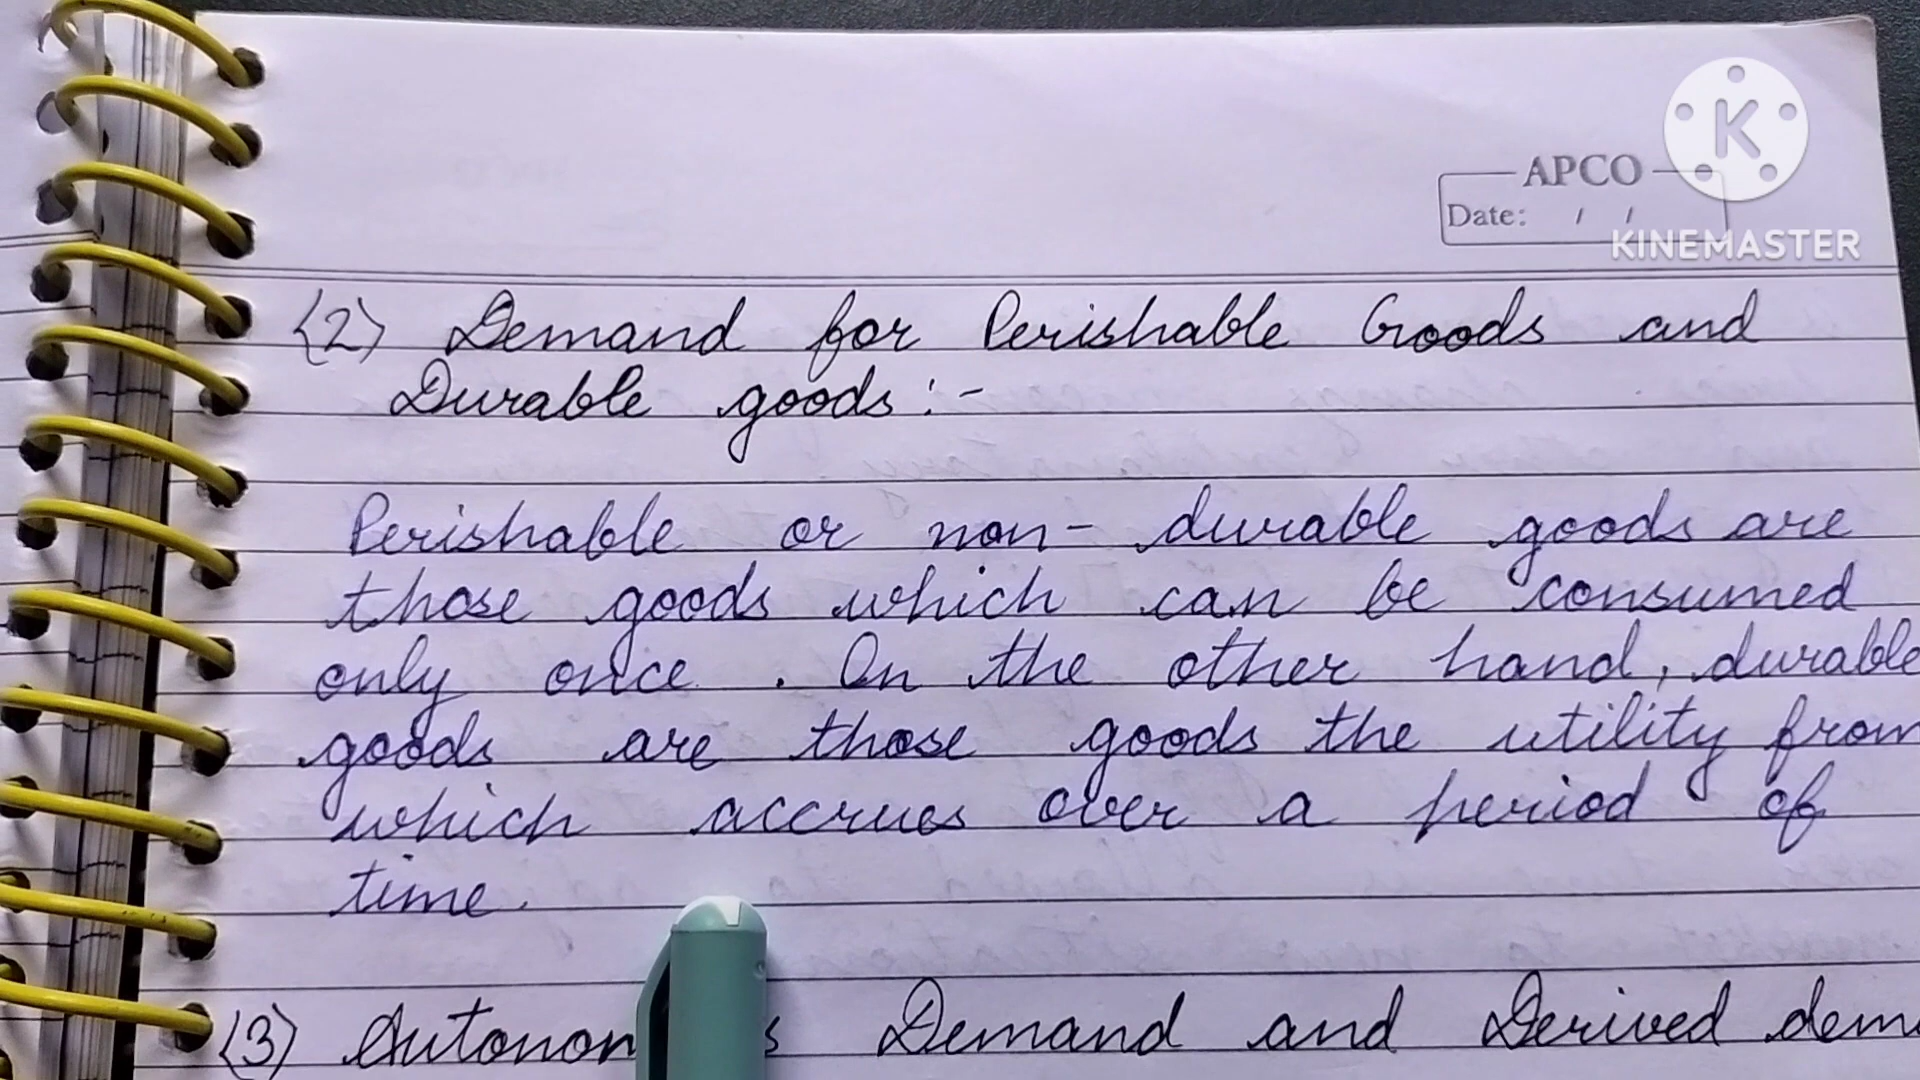 APCO
Date: / /
KINEMASTER
(2) Demand for Perishable Goods and
Durable goods :-
Perishable or non- durable goods are
those goods which can be consumed
only once. On the other hand, durable
goods are those goods the utility from
which accrues over a period of
time.
(3) Demand and Derived